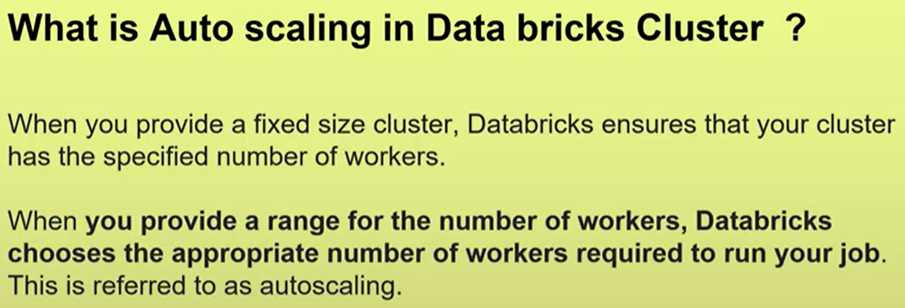 What is Auto scaling in Data bricks Cluster ?
When you provide a fixed size cluster, Databricks ensures that your cluster
has the specified number of workers.
When you provide a range for the number of workers, Databricks
chooses the appropriate number of workers required to run your job.
This is referred to as autoscaling.